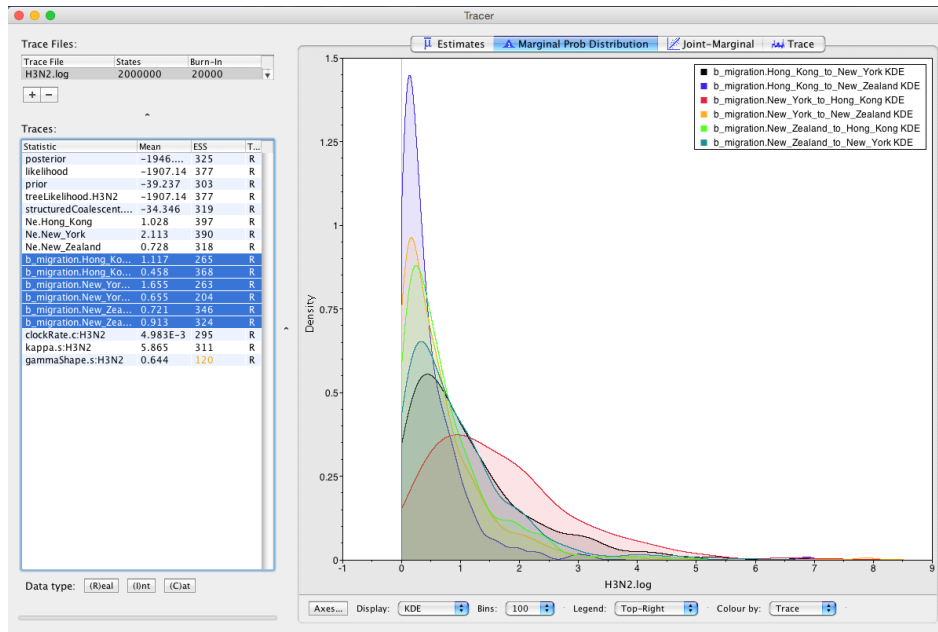 Tracer
Trace Files:
Trace File States Burn-In
H3N2.log 2000000 20000
+ −
Traces:
Statistic Mean ESS T...
posterior -1946.... 325 R
likelihood -1907.14 377 R
prior -39.237 303 R
treeLikelihood.H3N2 -1907.14 377 R
structuredCoalescent.... -34.346 319 R
Ne.Hong_Kong 1.028 397 R
Ne.New_York 2.113 390 R
Ne.New_Zealand 0.728 318 R
b_migration.Hong_Ko... 1.117 265 R
b_migration.Hong_Ko... 0.458 368 R
b_migration.New_Yor... 1.655 263 R
b_migration.New_Yor... 0.655 204 R
b_migration.New_Zea... 0.721 346 R
b_migration.New_Zea... 0.913 324 R
clockRate.c:H3N2 4.983E-3 295 R
kappa.s:H3N2 5.865 311 R
gammaShape.s:H3N2 0.644 120 R
Data type: (R)eal (I)nt (C)at
μ Estimates Marginal Prob Distribution Joint-Marginal Trace
b_migration.Hong_Kong_to_New_York KDE
b_migration.Hong_Kong_to_New_Zealand KDE
b_migration.New_York_to_Hong_Kong KDE
b_migration.New_York_to_New_Zealand KDE
b_migration.New_Zealand_to_Hong_Kong KDE
b_migration.New_Zealand_to_New_York KDE
1.5
1.25
1
0.75
0.5
0.25
0
Density
-1 0 1 2 3 4 5 6 7 8 9
H3N2.log
Axes... Display: KDE Bins: 100 Legend: Top-Right Colour by: Trace